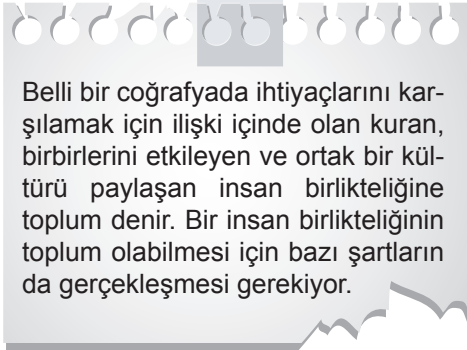 Belli bir coğrafyada ihtiyaçlarını kar-
şılamak için ilişki içinde olan kuran,
birbirlerini etkileyen ve ortak bir kül-
türü paylaşan insan birlikteliğine
toplum denir. Bir insan birlikteliğinin
toplum olabilmesi için bazı şartların
da gerçekleşmesi gerekiyor.